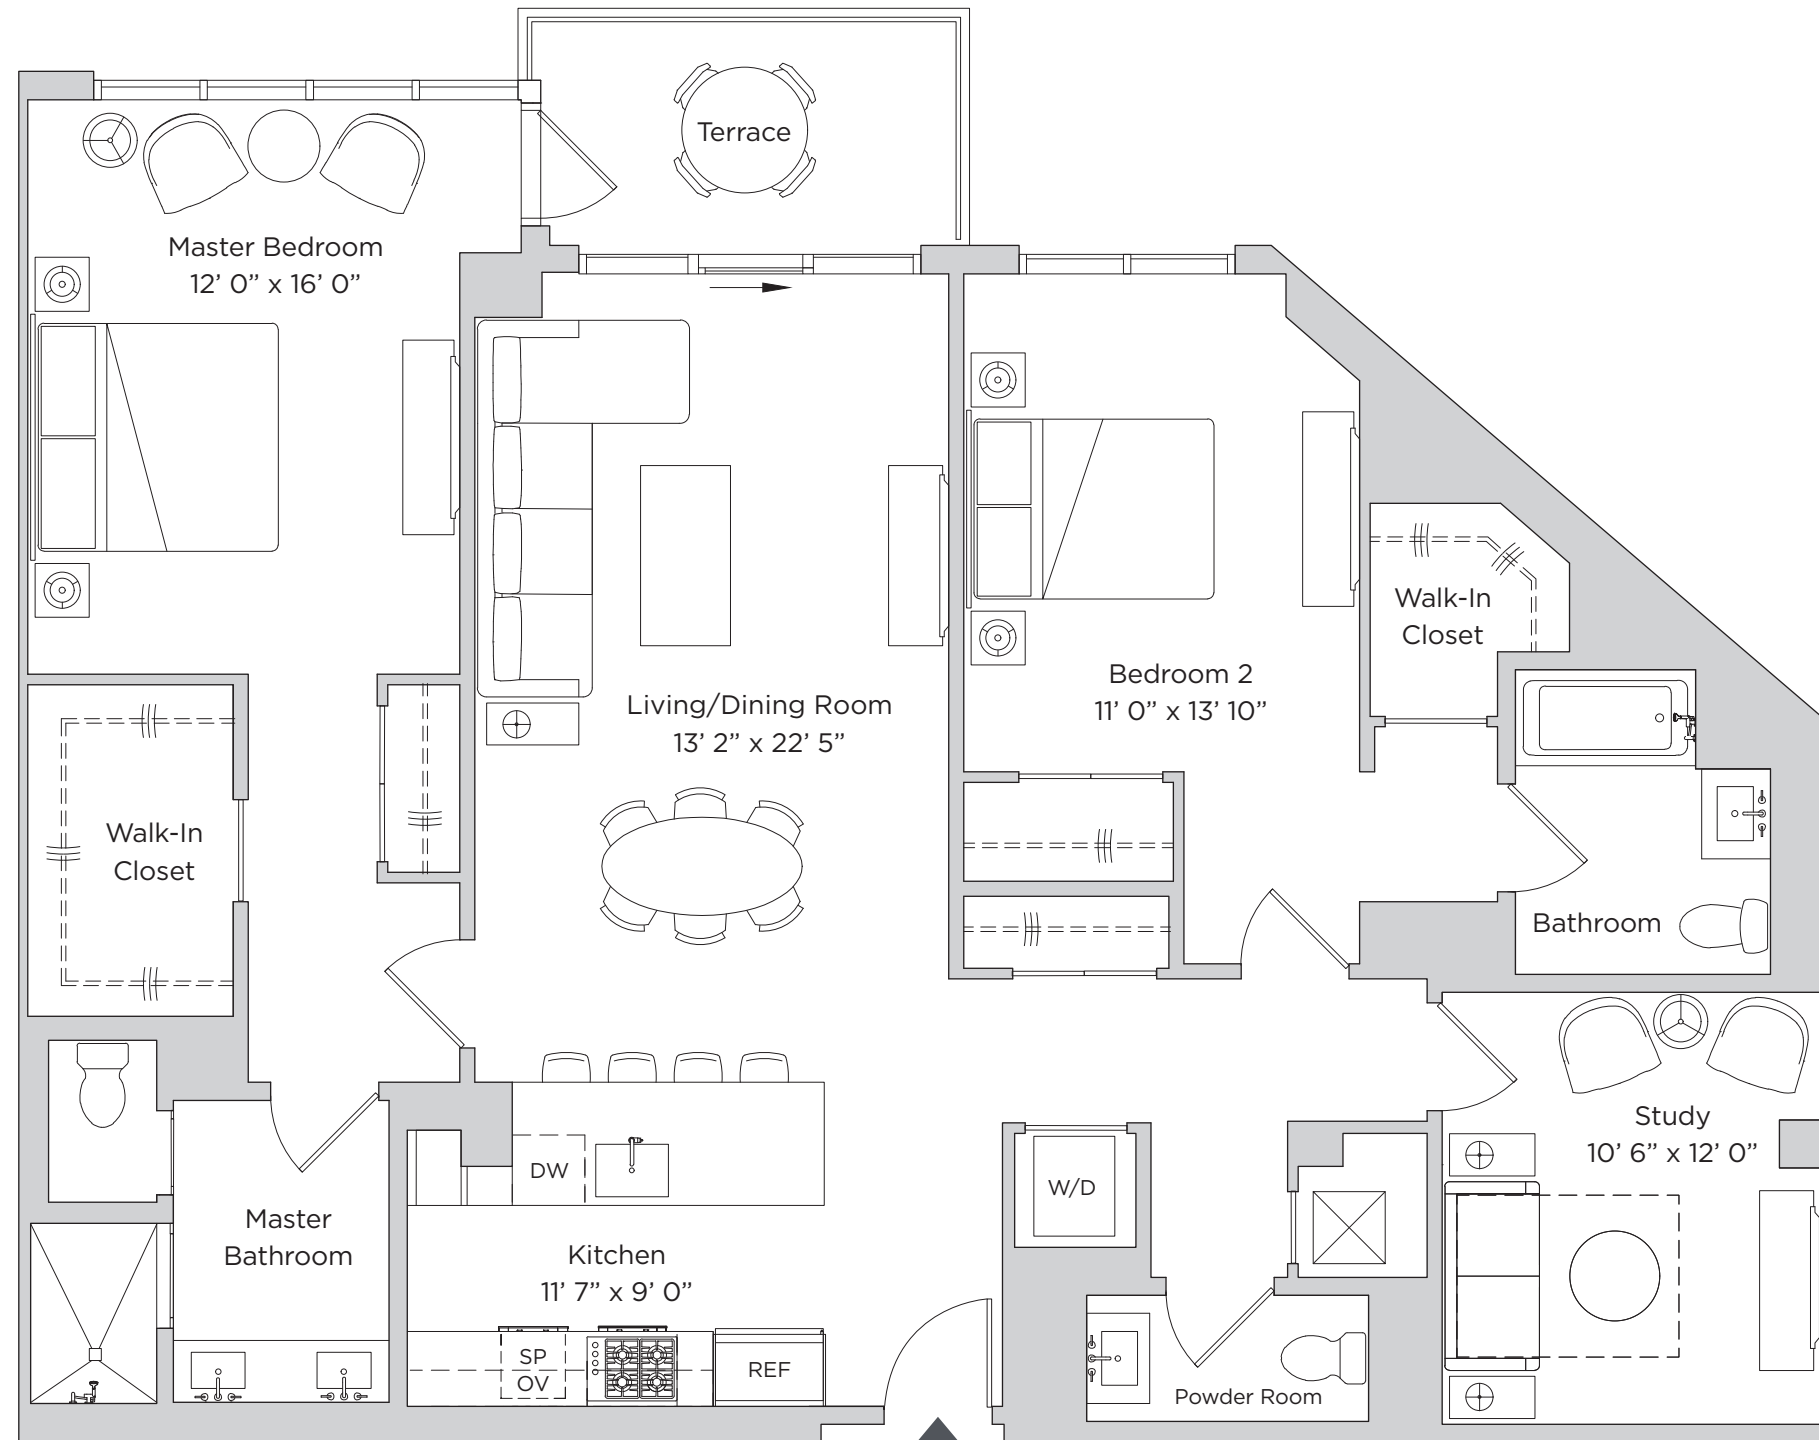 Terrace
Master Bedroom
12’ 0” x 16’ 0”
Walk-In
Closet
Bedroom 2
11’ 0” x 13’ 10”
Living/Dining Room
13’ 2” x 22’ 5”
Walk-In
Closet
Bathroom
Study
10’ 6” x 12’ 0”
DW
W/D
Master
Bathroom
Kitchen
11’ 7” x 9’ 0”
SP
OV
REF
Powder Room